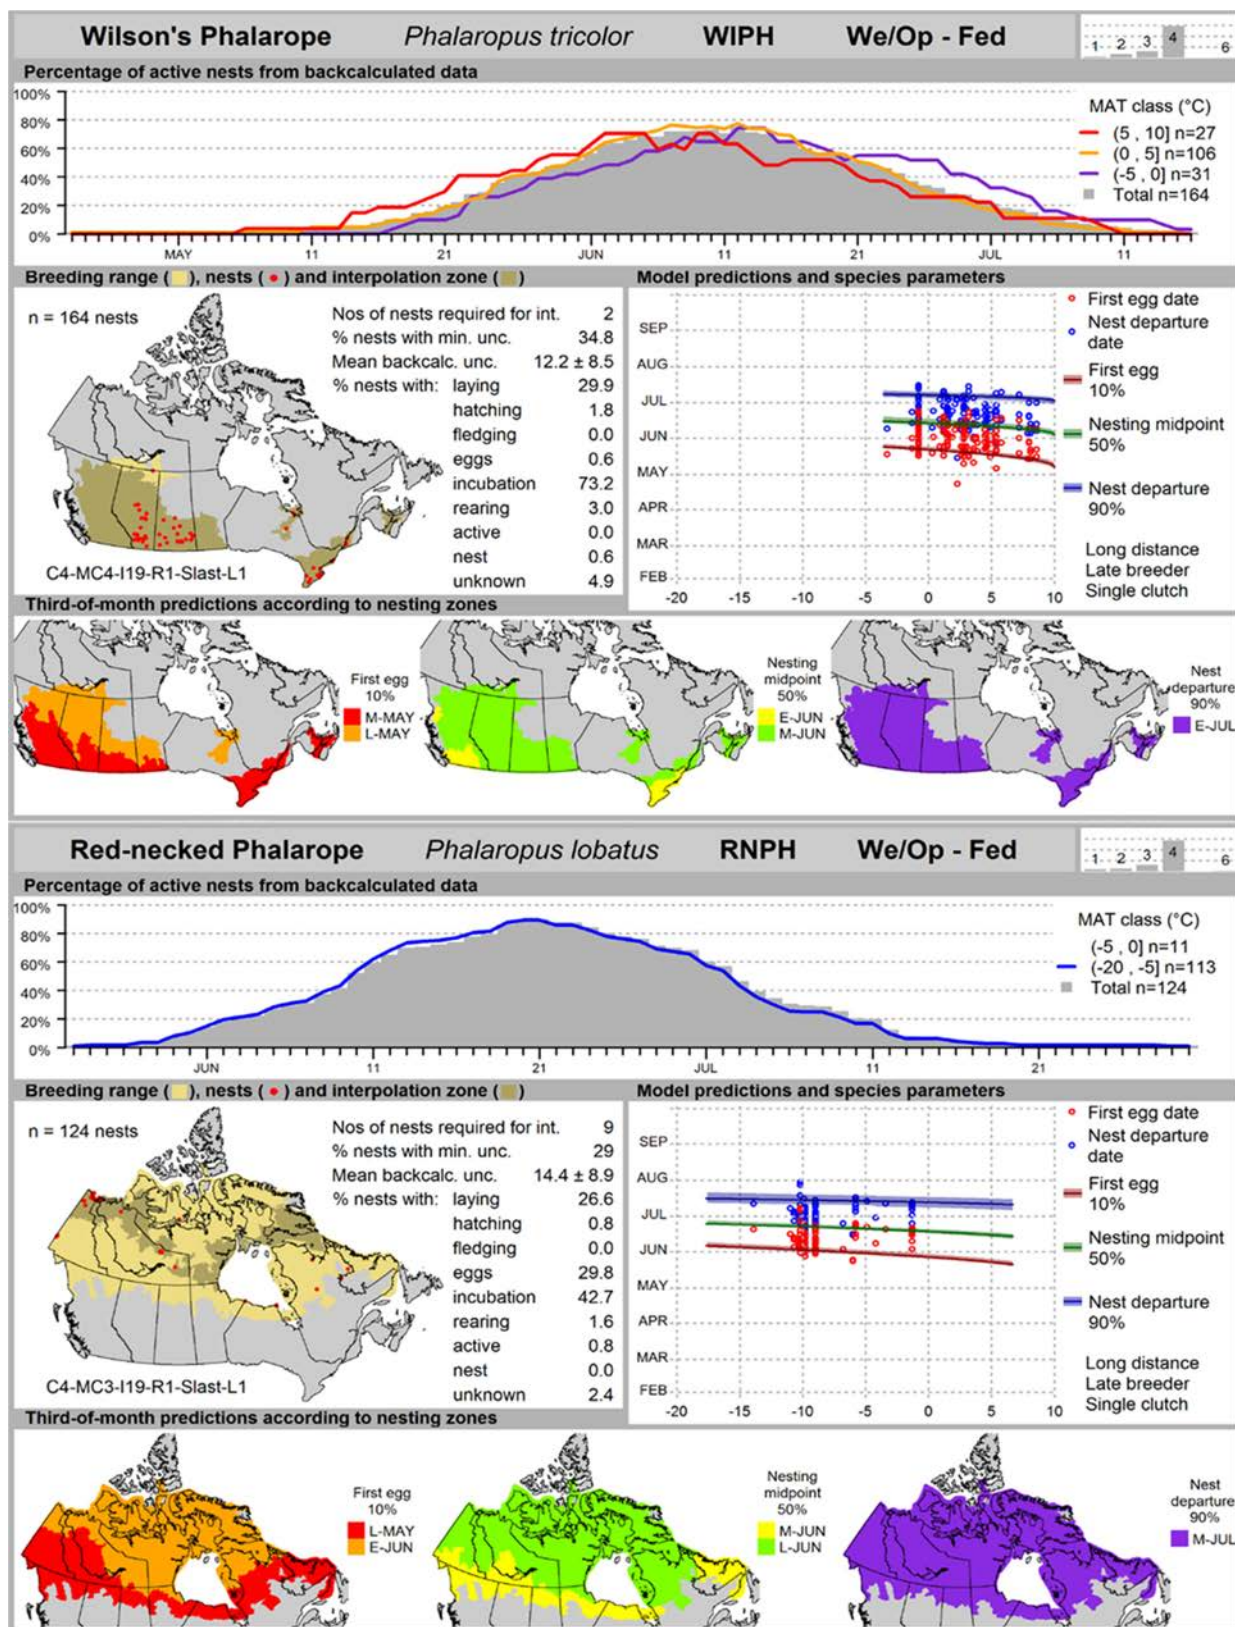 Wilson's Phalarope Phalaropus tricolor WIPH We/Op - Fed
1 2 3 4 6
Percentage of active nests from backcalculated data
100%
80%
60%
40%
20%
0%
MAY 11 21 JUN 11 21 JUL 11
MAT class (°C)
(5 , 10] n=27
(0 , 5] n=106
(-5 , 0] n=31
Total n=164
Breeding range ( ), nests ( ) and interpolation zone ( )
n = 164 nests
Nos of nests required for int. 2
% nests with min. unc. 34.8
Mean backcalc. unc. 12.2 ± 8.5
% nests with: laying 29.9
hatching 1.8
fledging 0.0
eggs 0.6
incubation 73.2
rearing 3.0
active 0.0
nest 0.6
unknown 4.9
C4-MC4-I19-R1-Slast-L1
Model predictions and species parameters
SEP
AUG
JUL
JUN
MAY
APR
MAR
FEB
-20 -15 -10 -5 0 5 10
First egg date
Nest departure
date
First egg
10%
Nesting midpoint
50%
Nest departure
90%
Long distance
Late breeder
Single clutch
Third-of-month predictions according to nesting zones
First egg
10%
M-MAY
L-MAY
Nesting
midpoint
50%
E-JUN
M-JUN
Nest
departure
90%
E-JUL
Red-necked Phalarope Phalaropus lobatus RNPH We/Op - Fed
1 2 3 4 6
Percentage of active nests from backcalculated data
100%
80%
60%
40%
20%
0%
JUN 11 21 JUL 11 21
MAT class (°C)
(-5 , 0] n=11
(-20 , -5] n=113
Total n=124
Breeding range ( ), nests ( ) and interpolation zone ( )
n = 124 nests
Nos of nests required for int. 9
% nests with min. unc. 29
Mean backcalc. unc. 14.4 ± 8.9
% nests with: laying 26.6
hatching 0.8
fledging 0.0
eggs 29.8
incubation 42.7
rearing 1.6
active 0.8
nest 0.0
unknown 2.4
C4-MC3-I19-R1-Slast-L1
Model predictions and species parameters
SEP
AUG
JUL
JUN
MAY
APR
MAR
FEB
-20 -15 -10 -5 0 5 10
First egg date
Nest departure
date
First egg
10%
Nesting midpoint
50%
Nest departure
90%
Long distance
Late breeder
Single clutch
Third-of-month predictions according to nesting zones
First egg
10%
L-MAY
E-JUN
Nesting
midpoint
50%
M-JUN
L-JUN
Nest
departure
90%
M-JUL